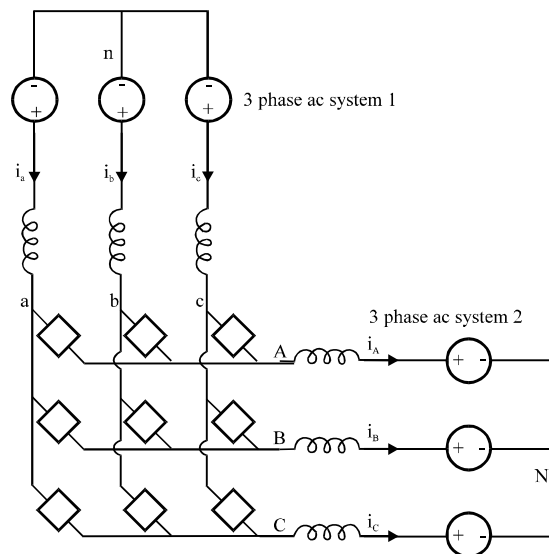 n
- - -
+ + +
3 phase ac system 1
i_a i_b i_c
a b c
3 phase ac system 2
A i_A
+ -
B i_B
+ -
N
C i_C
+ -